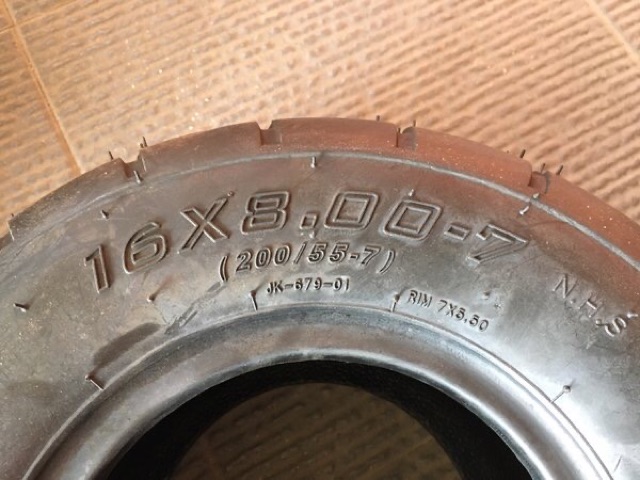 16X8.00-7
(200/55-7)
N.H.S
JK-679-01
RIM 7X5.50